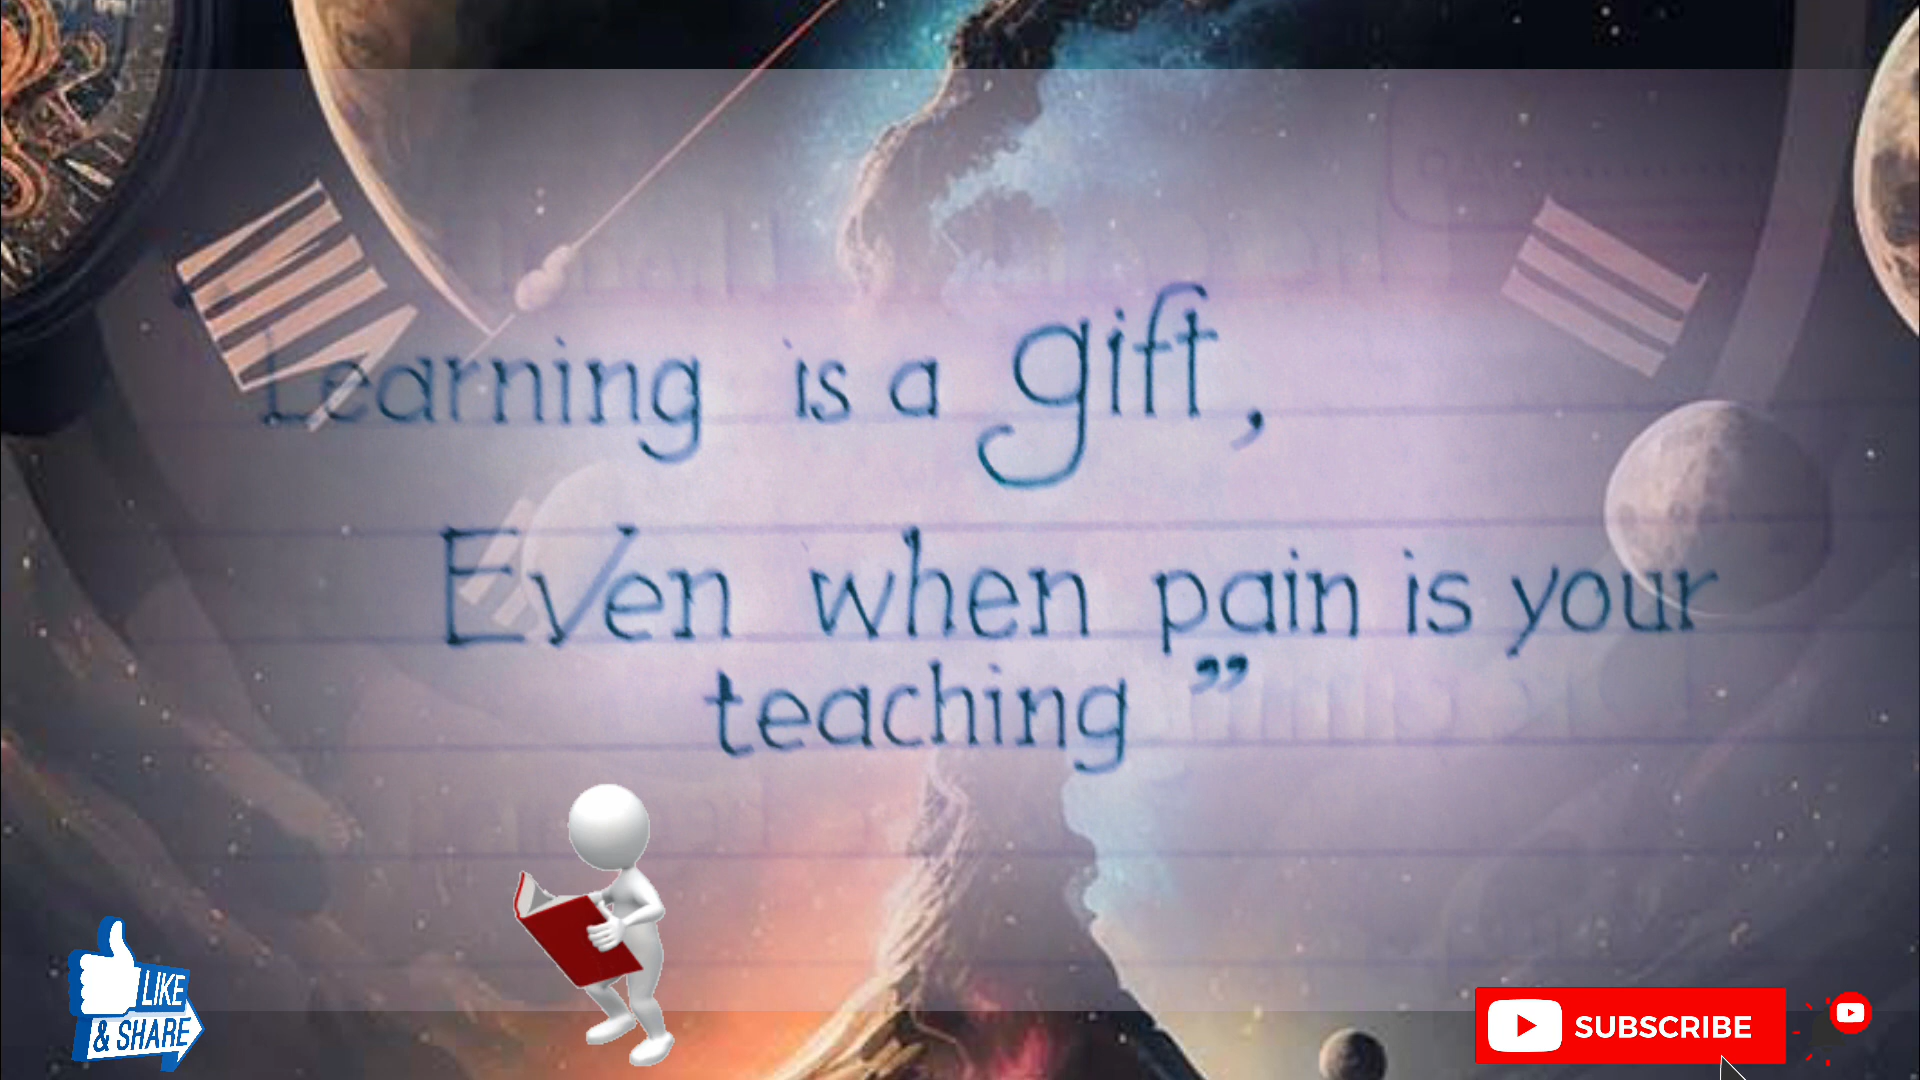 Learning is a gift,
Even when pain is your
teaching ”
LIKE
& SHARE
SUBSCRIBE